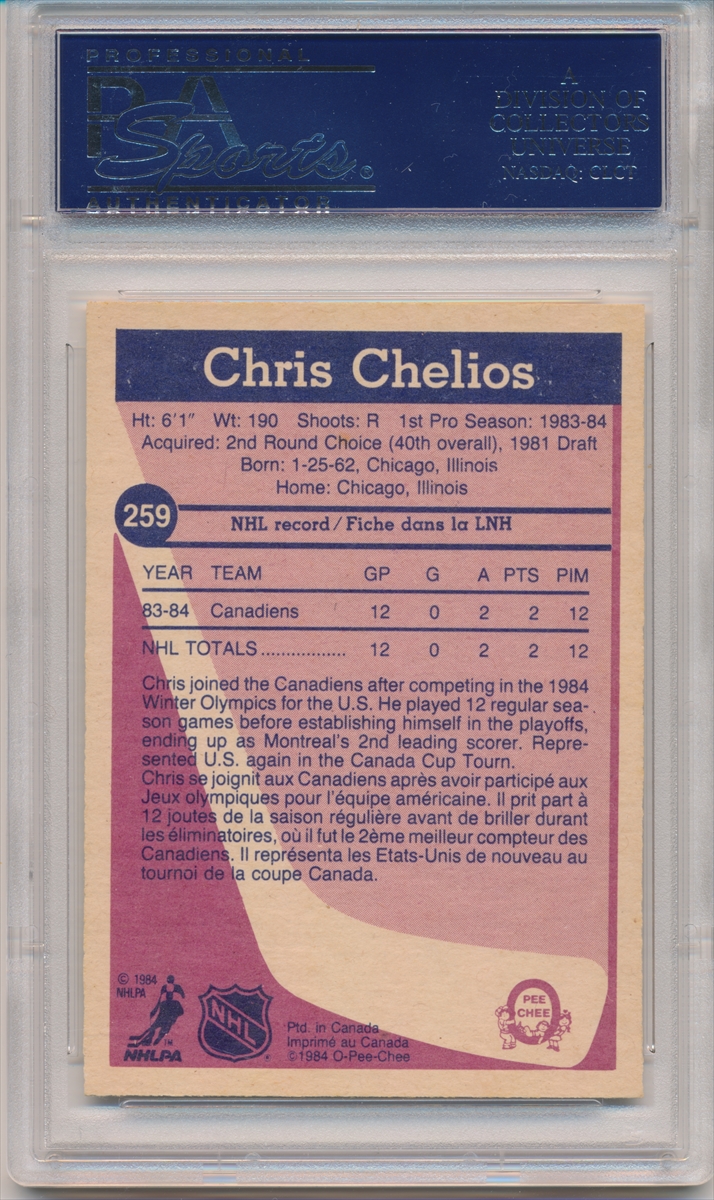 PROFESSIONAL
PSA
Sports®
AUTHENTICATOR
A
DIVISION OF
COLLECTORS
UNIVERSE
NASDAQ: CLCT
Chris Chelios
Ht: 6'1" Wt: 190 Shoots: R 1st Pro Season: 1983-84
Acquired: 2nd Round Choice (40th overall), 1981 Draft
Born: 1-25-62, Chicago, Illinois
Home: Chicago, Illinois
259
NHL record/Fiche dans la LNH
YEAR TEAM GP G A PTS PIM
83-84 Canadiens 12 0 2 2 12
NHL TOTALS................. 12 0 2 2 12
Chris joined the Canadiens after competing in the 1984
Winter Olympics for the U.S. He played 12 regular sea-
son games before establishing himself in the playoffs,
ending up as Montreal's 2nd leading scorer. Repre-
sented U.S. again in the Canada Cup Tourn.
Chris se joignit aux Canadiens après avoir participé aux
Jeux olympiques pour l'équipe américaine. Il prit part à
12 joutes de la saison régulière avant de briller durant
les éliminatoires, où il fut le 2ème meilleur compteur des
Canadiens. Il représenta les Etats-Unis de nouveau au
tournoi de la coupe Canada.
© 1984
NHLPA
NHLPA
NHL
Ptd. in Canada
Imprimé au Canada
©1984 O-Pee-Chee
O
PEE
CHEE